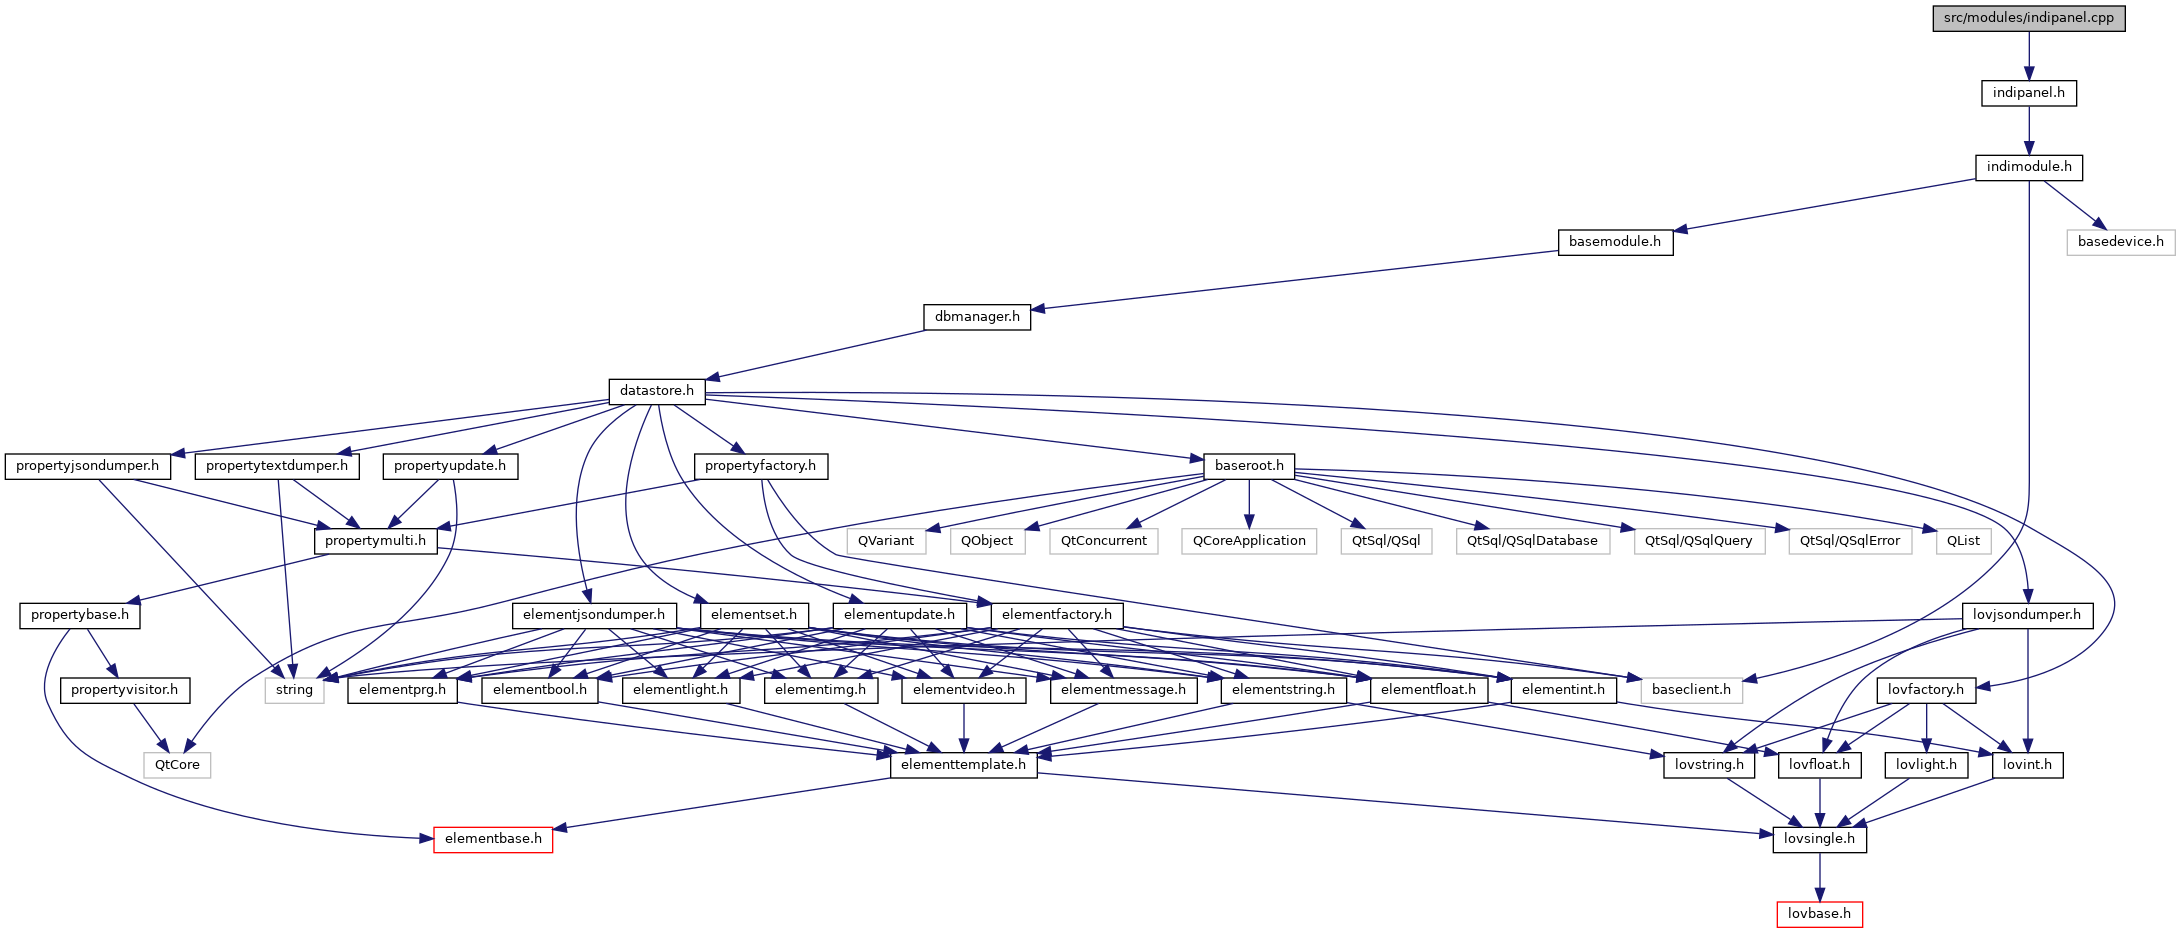 src/modules/indipanel.cpp
indipanel.h
indimodule.h
basemodule.h
basedevice.h
dbmanager.h
datastore.h
propertyjsondumper.h
propertytextdumper.h
propertyupdate.h
propertyfactory.h
baseroot.h
propertymulti.h
QVariant
QObject
QtConcurrent
QCoreApplication
QtSql/QSql
QtSql/QSqlDatabase
QtSql/QSqlQuery
QtSql/QSqlError
QList
propertybase.h
elementjsondumper.h
elementset.h
elementupdate.h
elementfactory.h
lovjsondumper.h
propertyvisitor.h
string
elementprg.h
elementbool.h
elementlight.h
elementimg.h
elementvideo.h
elementmessage.h
elementstring.h
elementfloat.h
elementint.h
baseclient.h
lovfactory.h
QtCore
elementtemplate.h
lovstring.h
lovfloat.h
lovlight.h
lovint.h
elementbase.h
lovsingle.h
lovbase.h